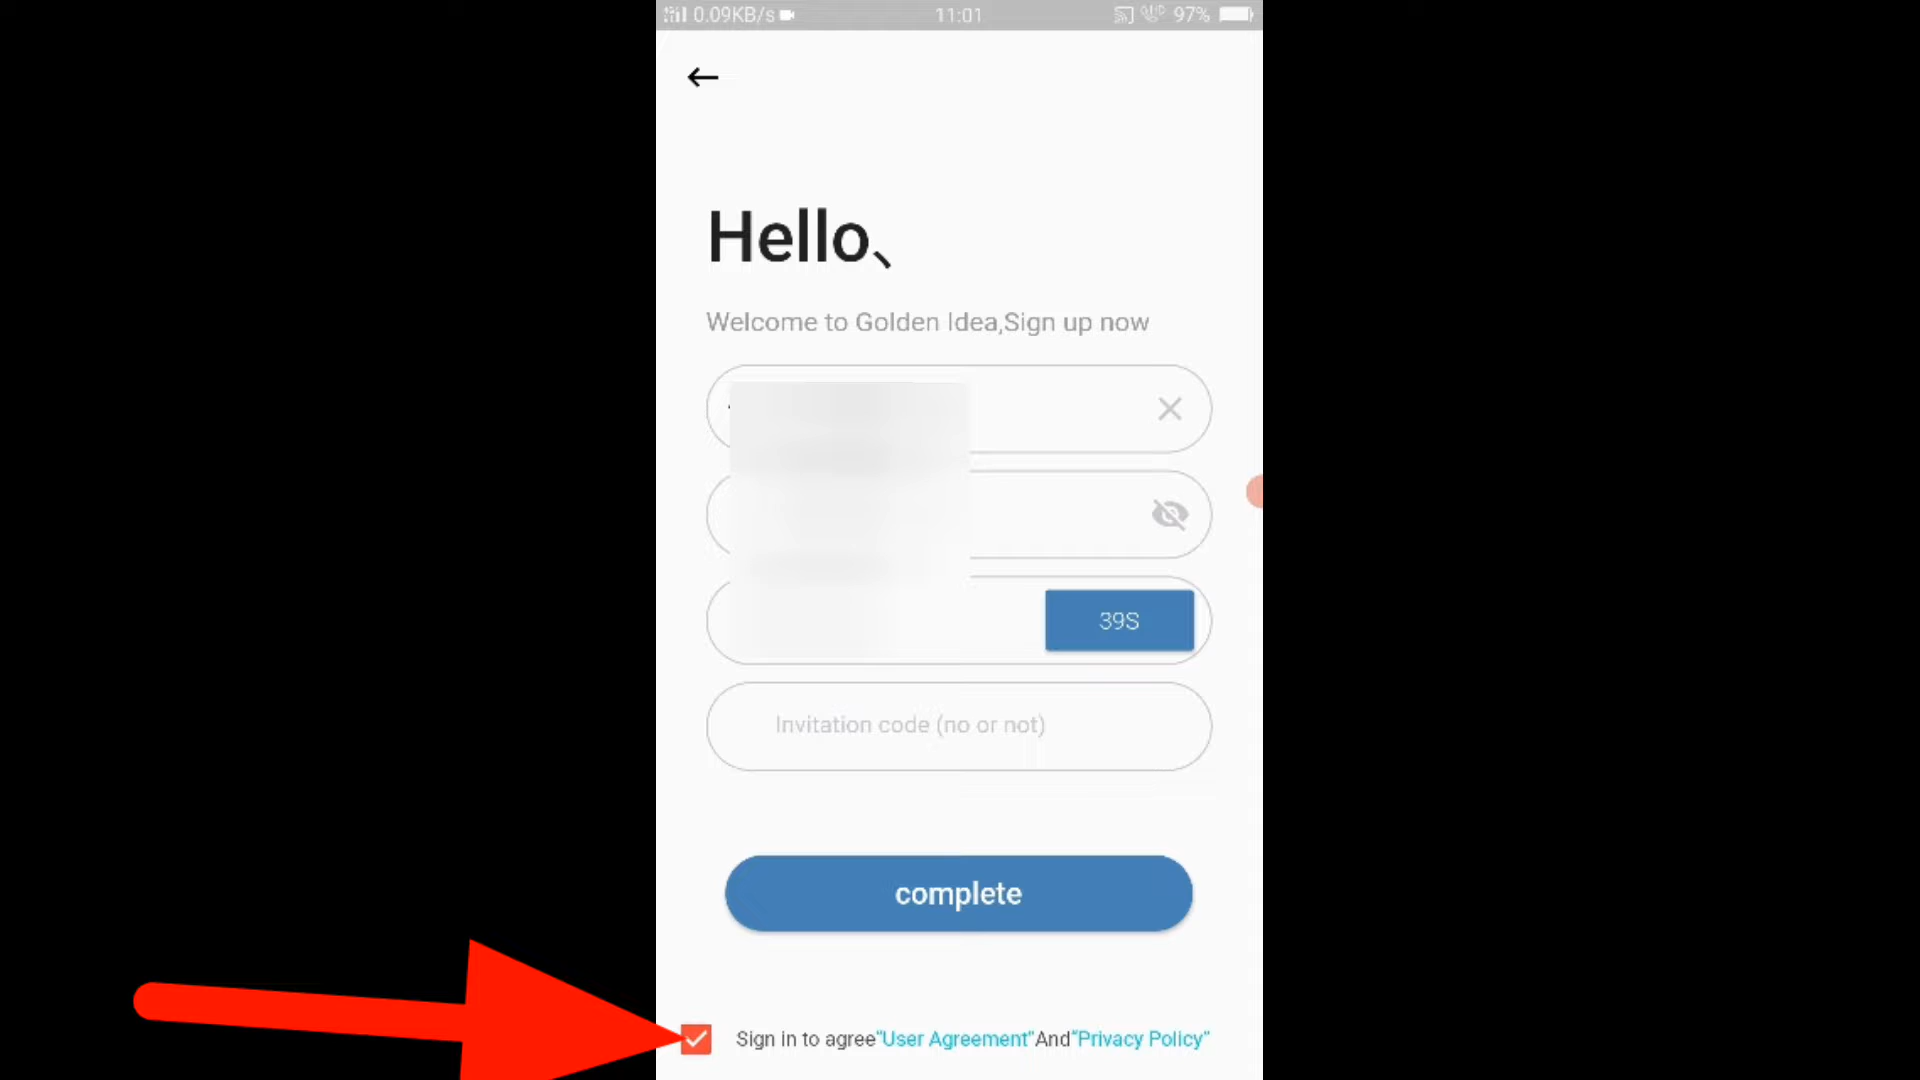 0.09KB/s 11:01 97%
Hello、
Welcome to Golden Idea,Sign up now
39S
Invitation code (no or not)
complete
Sign in to agree"User Agreement"And"Privacy Policy"